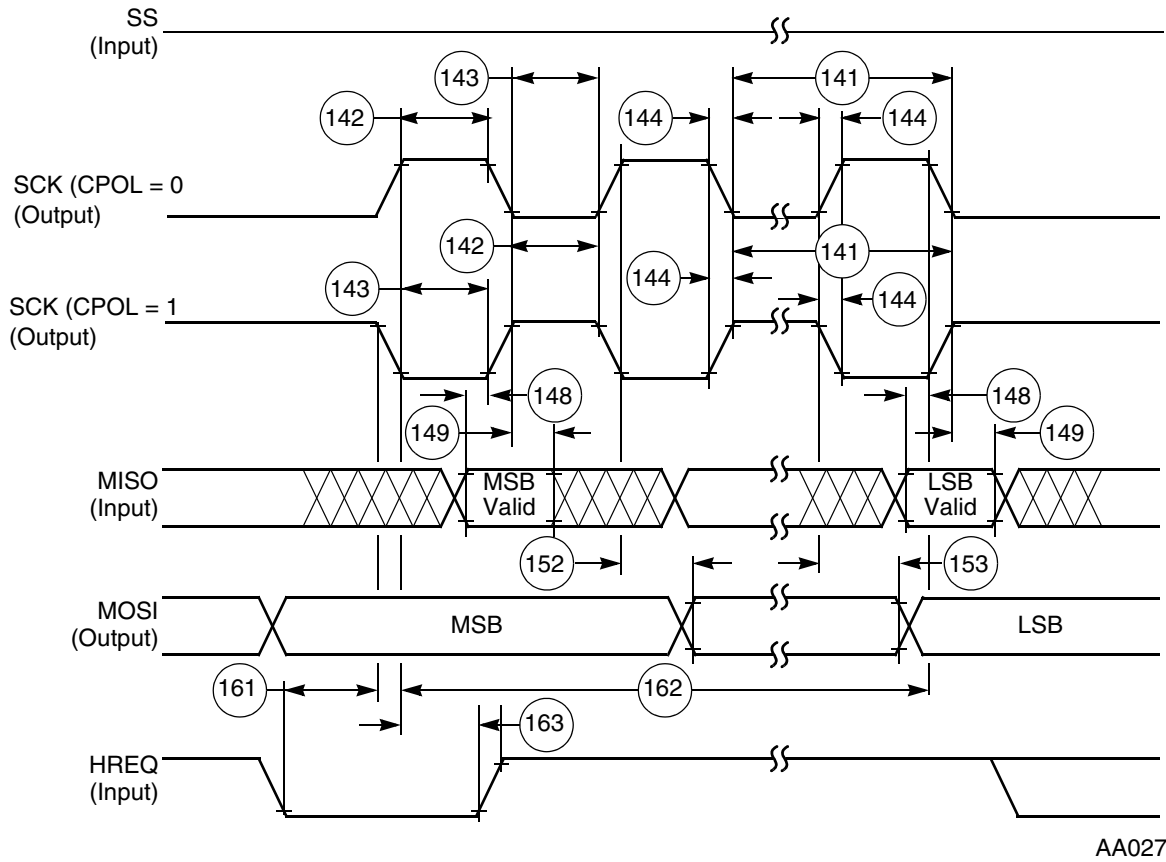 SS
(Input)
143
141
142
144
144
SCK (CPOL = 0
(Output)
142
141
144
143
144
SCK (CPOL = 1
(Output)
148
148
149
149
MISO
(Input)
MSB
Valid
LSB
Valid
152
153
MOSI
(Output)
MSB
LSB
161
162
163
HREQ
(Input)
AA027